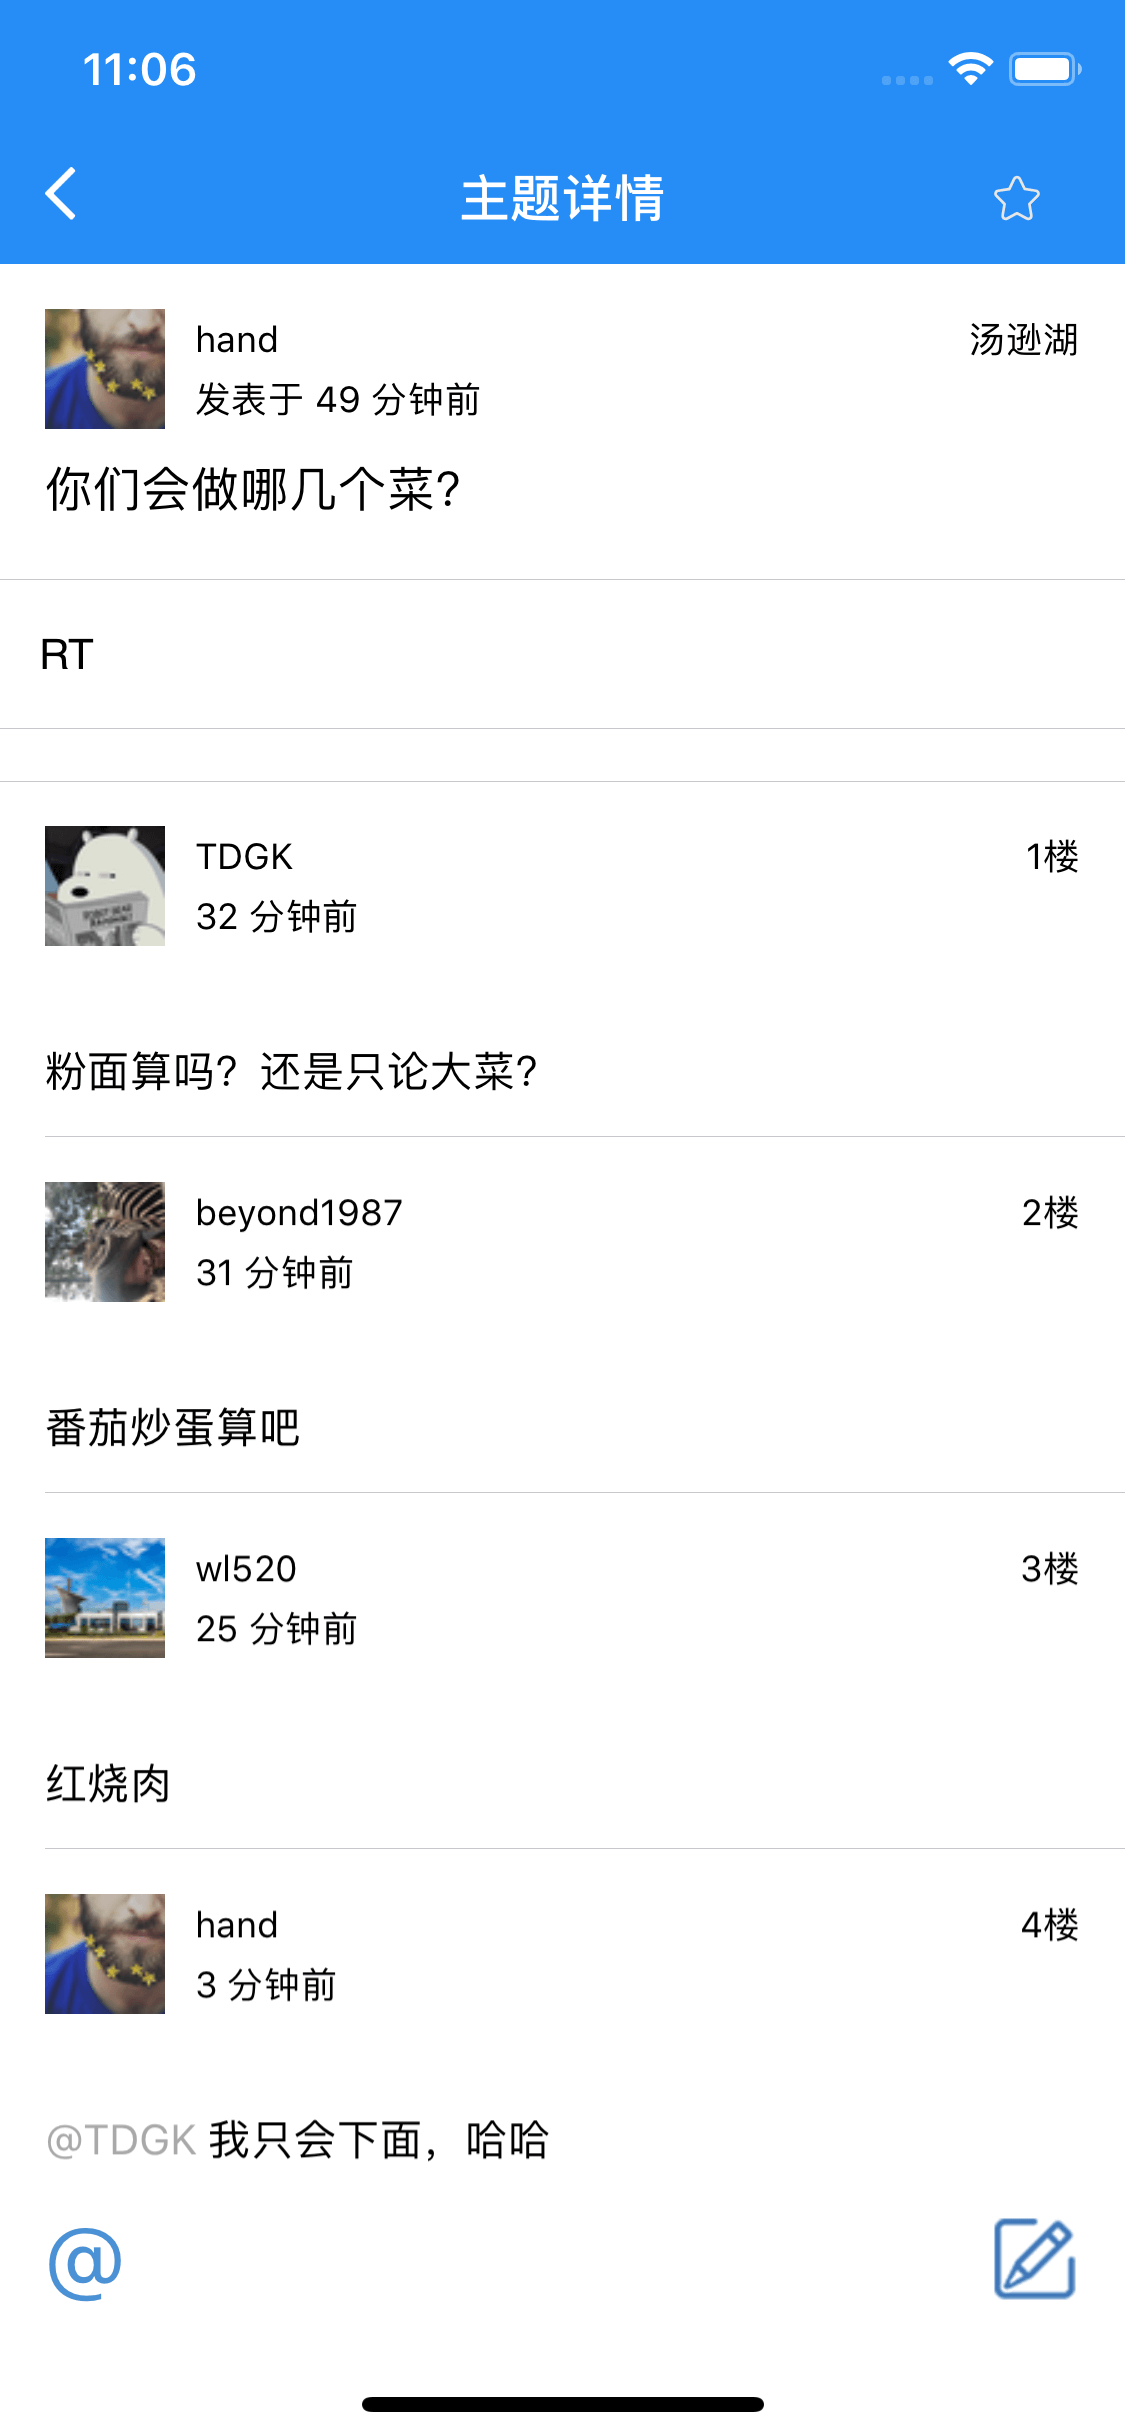 11:06
主题详情
hand
汤逊湖
发表于 49 分钟前
你们会做哪几个菜?
RT
TDGK
1楼
32 分钟前
粉面算吗? 还是只论大菜?
beyond1987
2楼
31 分钟前
番茄炒蛋算吧
wl520
3楼
25 分钟前
红烧肉
hand
4楼
3 分钟前
@TDGK 我只会下面，哈哈
@